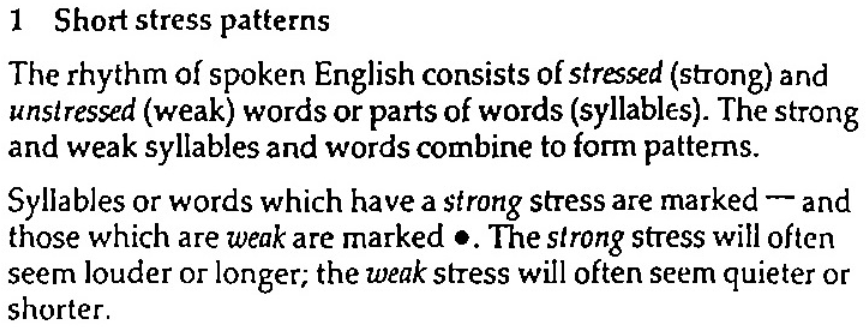 1 Short stress patterns
The rhythm of spoken English consists of stressed (strong) and
unstressed (weak) words or parts of words (syllables). The strong
and weak syllables and words combine to form patterns.
Syllables or words which have a strong stress are marked — and
those which are weak are marked ●. The strong stress will often
seem louder or longer; the weak stress will often seem quieter or
shorter.